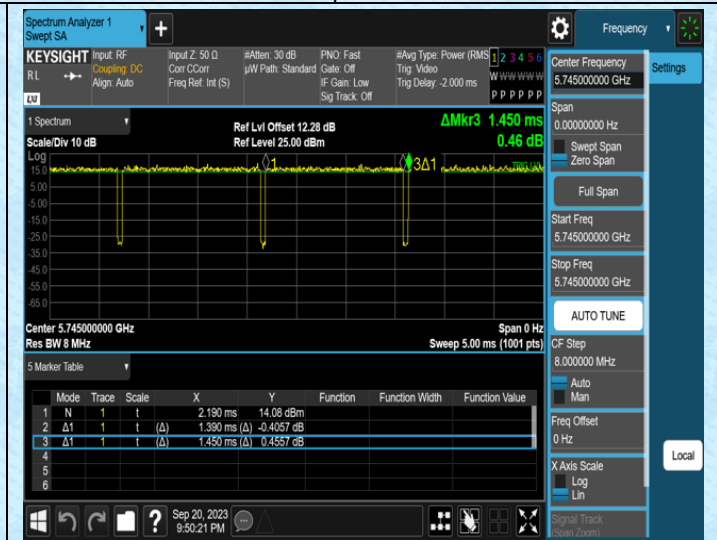 Spectrum Analyzer 1
Swept SA
+
Frequency
KEYSIGHT Input: RF Input Z: 50 Ω #Atten: 30 dB PNO: Fast #Avg Type: Power (RMS 1 2 3 4 5 6
RL Coupling: DC Corr CCorr µW Path: Standard Gate: Off Trig: Video W W W W W W
Align: Auto Freq Ref: Int (S) IF Gain: Low Trig Delay: -2.000 ms
LXI Sig Track: Off P P P P P P
1 Spectrum Ref Lvl Offset 12.28 dB ΔMkr3 1.450 ms
Scale/Div 10 dB Ref Level 25.00 dBm 0.46 dB
Log
15.0 1 3Δ1 TRIG LVL
5.00
-5.00
-15.0
-25.0
-35.0
-45.0
-55.0
-65.0
Center 5.745000000 GHz Span 0 Hz
Res BW 8 MHz Sweep 5.00 ms (1001 pts)
5 Marker Table
Mode Trace Scale X Y Function Function Width Function Value
1 N 1 t 2.190 ms 14.08 dBm
2 Δ1 1 t (Δ) 1.390 ms (Δ) -0.4057 dB
3 Δ1 1 t (Δ) 1.450 ms (Δ) 0.4557 dB
4
5
6
?
Sep 20, 2023
9:50:21 PM
Center Frequency
5.745000000 GHz
Settings
Span
0.00000000 Hz
Swept Span
Zero Span
Full Span
Start Freq
5.745000000 GHz
Stop Freq
5.745000000 GHz
AUTO TUNE
CF Step
8.000000 MHz
Auto
Man
Freq Offset
0 Hz
Local
X Axis Scale
Log
Lin
Signal Track
(Span Zoom)